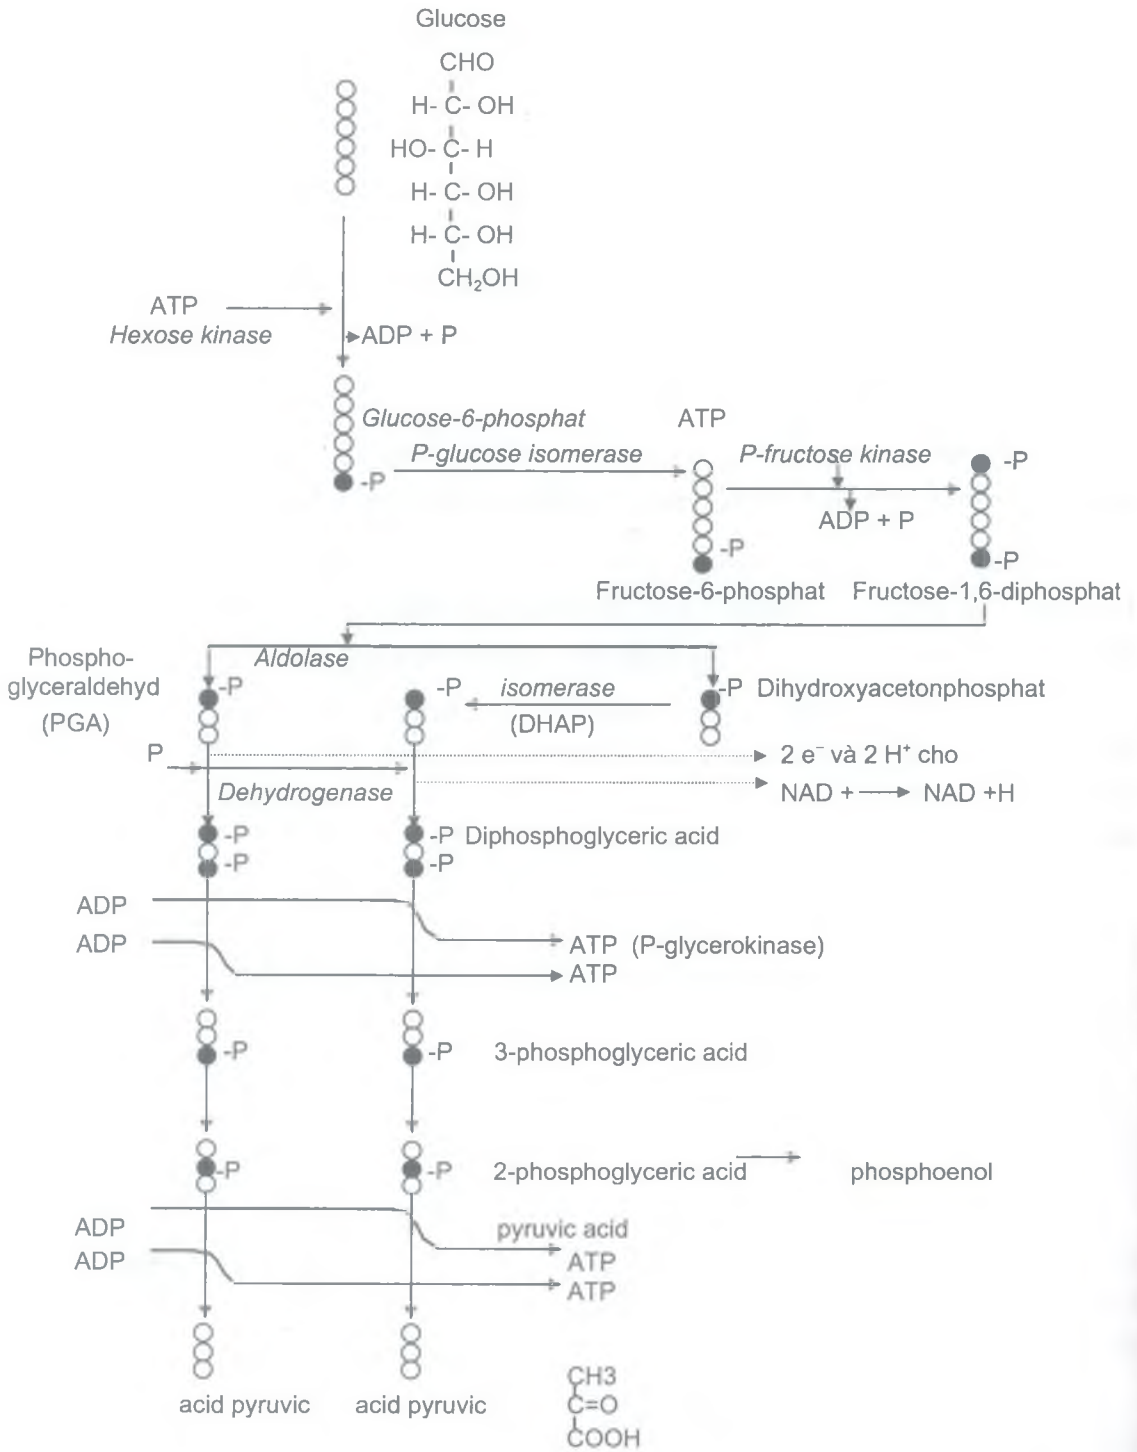 Glucose
CHO
H- C- OH
HO- C- H
H- C- OH
H- C- OH
CH₂OH
ATP
Hexose kinase
ADP + P
Glucose-6-phosphat
ATP
P-glucose isomerase
P-fructose kinase
-P
-P
ADP + P
-P
-P
Fructose-6-phosphat
Fructose-1,6-diphosphat
Phospho-
glyceraldehyd
(PGA)
Aldolase
-P
-P
isomerase
(DHAP)
-P Dihydroxyacetonphosphat
P
2 e⁻ và 2 H⁺ cho
Dehydrogenase
NAD + → NAD +H
-P
-P Diphosphoglyceric acid
-P
-P
ADP
ADP
ATP (P-glycerokinase)
ATP
-P
-P
3-phosphoglyceric acid
-P
-P
2-phosphoglyceric acid
phosphoenol
ADP
pyruvic acid
ADP
ATP
ATP
acid pyruvic
acid pyruvic
CH3
C=O
COOH